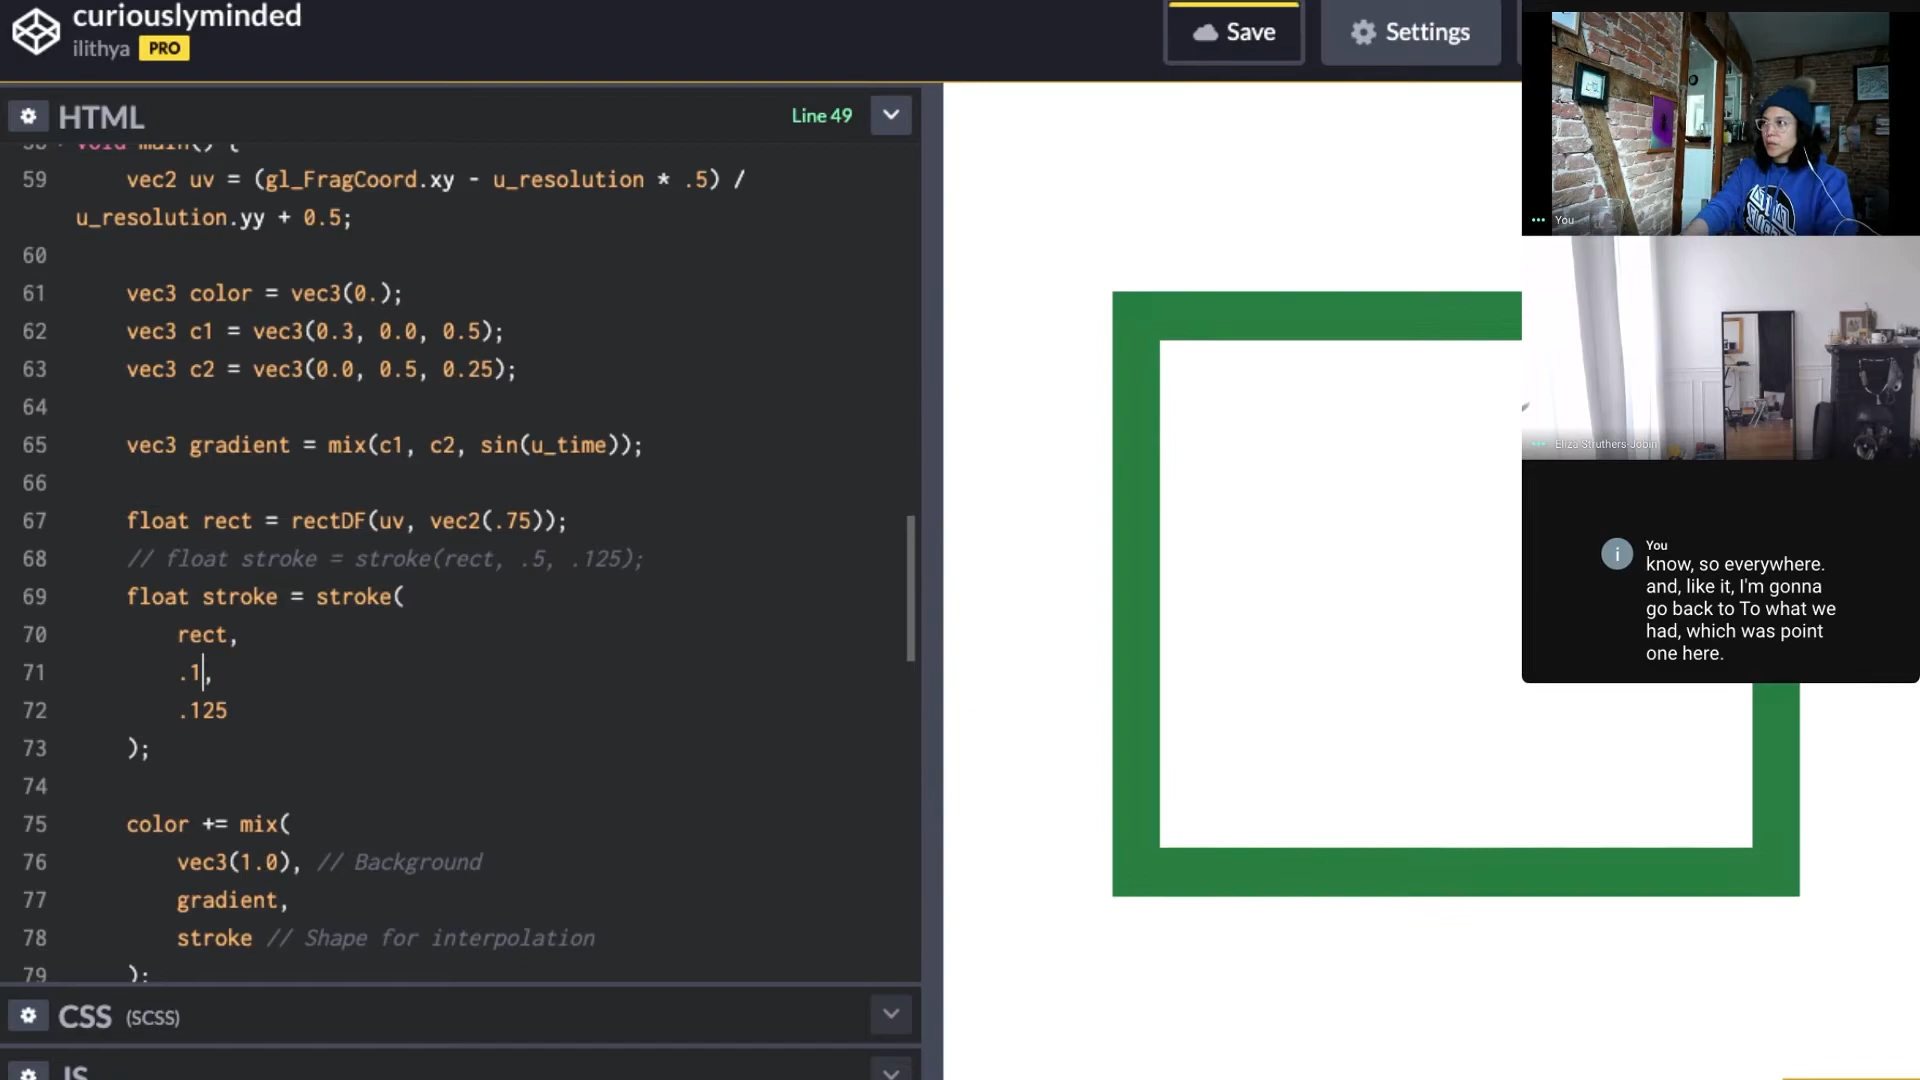 curiouslyminded
ilithya PRO
Save
Settings
HTML
Line 49
58 void main() {
59 vec2 uv = (gl_FragCoord.xy - u_resolution * .5) /
u_resolution.yy + 0.5;
60
61 vec3 color = vec3(0.);
62 vec3 c1 = vec3(0.3, 0.0, 0.5);
63 vec3 c2 = vec3(0.0, 0.5, 0.25);
64
65 vec3 gradient = mix(c1, c2, sin(u_time));
66
67 float rect = rectDF(uv, vec2(.75));
68 // float stroke = stroke(rect, .5, .125);
69 float stroke = stroke(
70 rect,
71 .1,
72 .125
73 );
74
75 color += mix(
76 vec3(1.0), // Background
77 gradient,
78 stroke // Shape for interpolation
79 );
CSS (SCSS)
JS
You
Eliza Struthers-Jobin
You
know, so everywhere.
and, like it, I'm gonna
go back to To what we
had, which was point
one here.